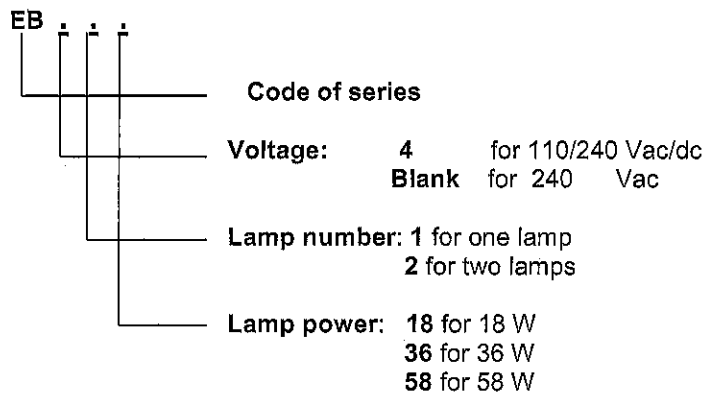 EB . . .
Code of series
Voltage: 4 for 110/240 Vac/dc
Blank for 240 Vac
Lamp number: 1 for one lamp
2 for two lamps
Lamp power: 18 for 18 W
36 for 36 W
58 for 58 W